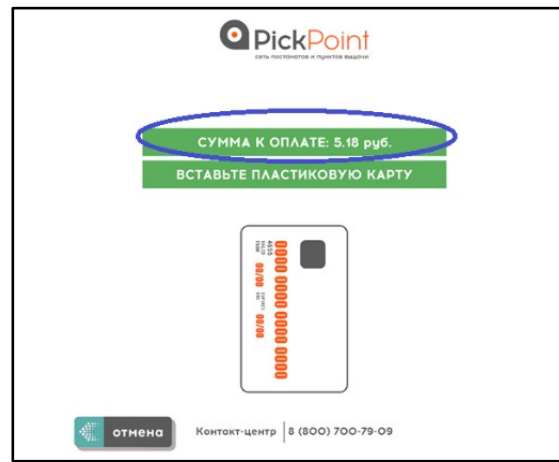 PickPoint
сеть постаматов и пунктов выдачи
СУММА К ОПЛАТЕ: 5.18 руб.
ВСТАВЬТЕ ПЛАСТИКОВУЮ КАРТУ
0000 0000 0000 0000
4655
00/00
00/00
отмена
Контакт-центр 8 (800) 700-79-09